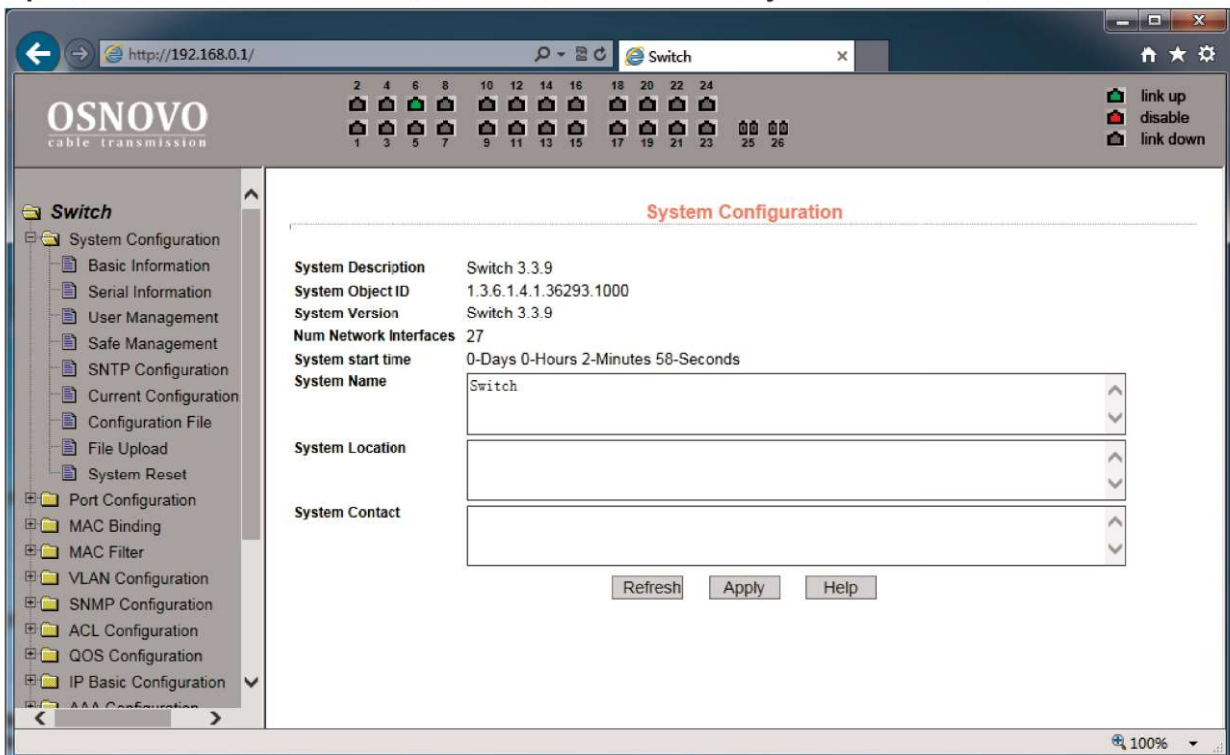 http://192.168.0.1/
Switch
OSNOVO
cable transmission
2 4 6 8 10 12 14 16 18 20 22 24
1 3 5 7 9 11 13 15 17 19 21 23 25 26
link up
disable
link down
Switch
System Configuration
Basic Information
Serial Information
User Management
Safe Management
SNTP Configuration
Current Configuration
Configuration File
File Upload
System Reset
Port Configuration
MAC Binding
MAC Filter
VLAN Configuration
SNMP Configuration
ACL Configuration
QOS Configuration
IP Basic Configuration
AAA Configuration
System Configuration
System Description Switch 3.3.9
System Object ID 1.3.6.1.4.1.36293.1000
System Version Switch 3.3.9
Num Network Interfaces 27
System start time 0-Days 0-Hours 2-Minutes 58-Seconds
System Name Switch
System Location
System Contact
Refresh Apply Help
100%